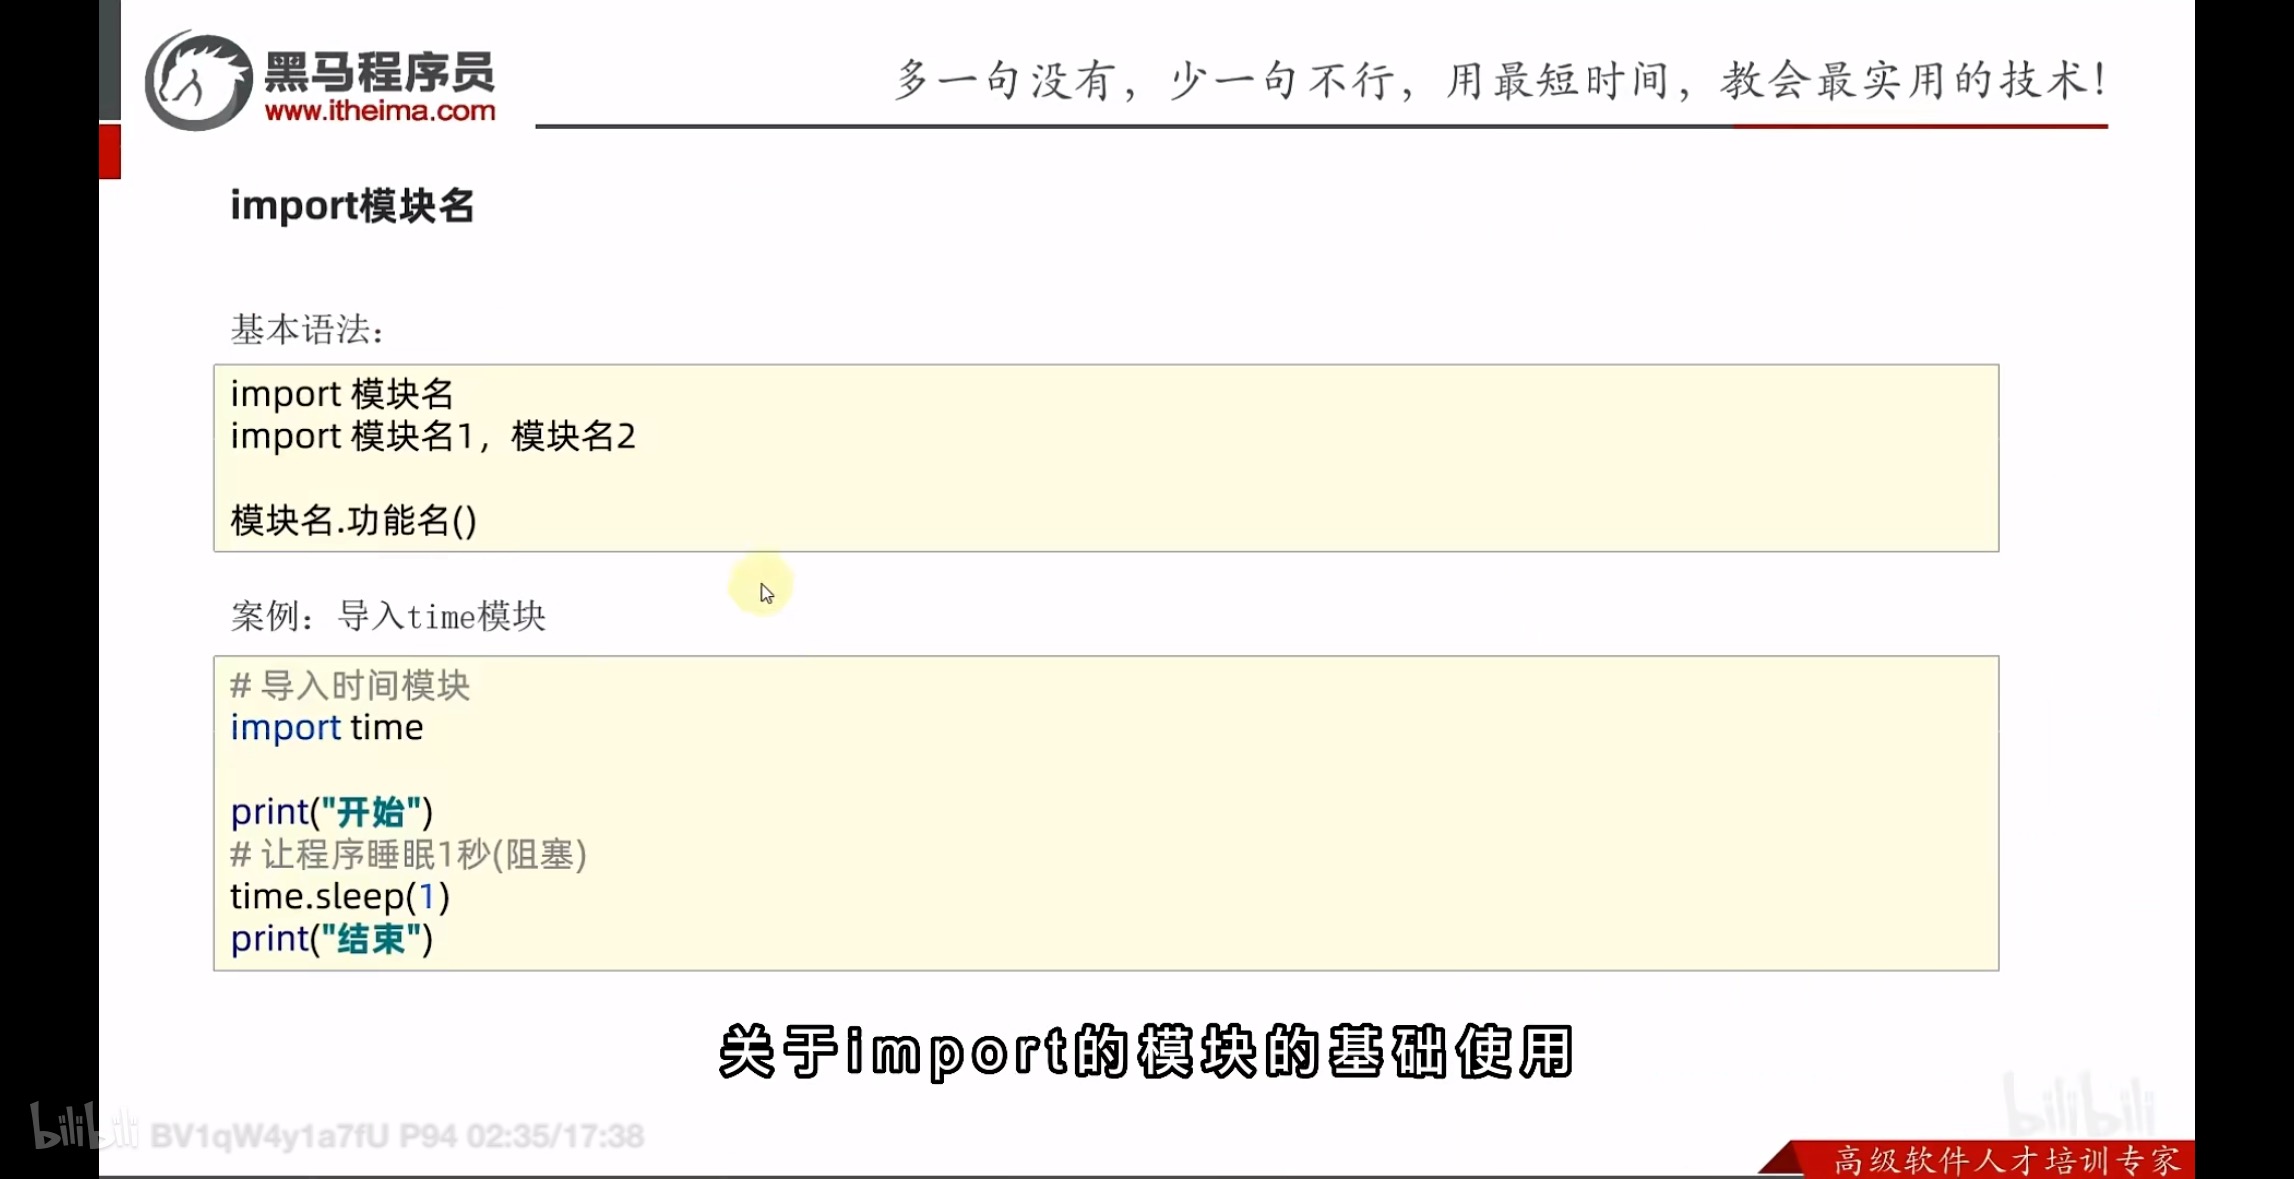 黑马程序员
www.itheima.com
多一句没有，少一句不行，用最短时间，教会最实用的技术！
import模块名
基本语法：
import 模块名
import 模块名1，模块名2
模块名.功能名()
案例：导入time模块
# 导入时间模块
import time
print("开始")
# 让程序睡眠1秒(阻塞)
time.sleep(1)
print("结束")
关于import的模块的基础使用
bilibili BV1qW4y1a7fU P94 02:35/17:38
bilibili
高级软件人才培训专家